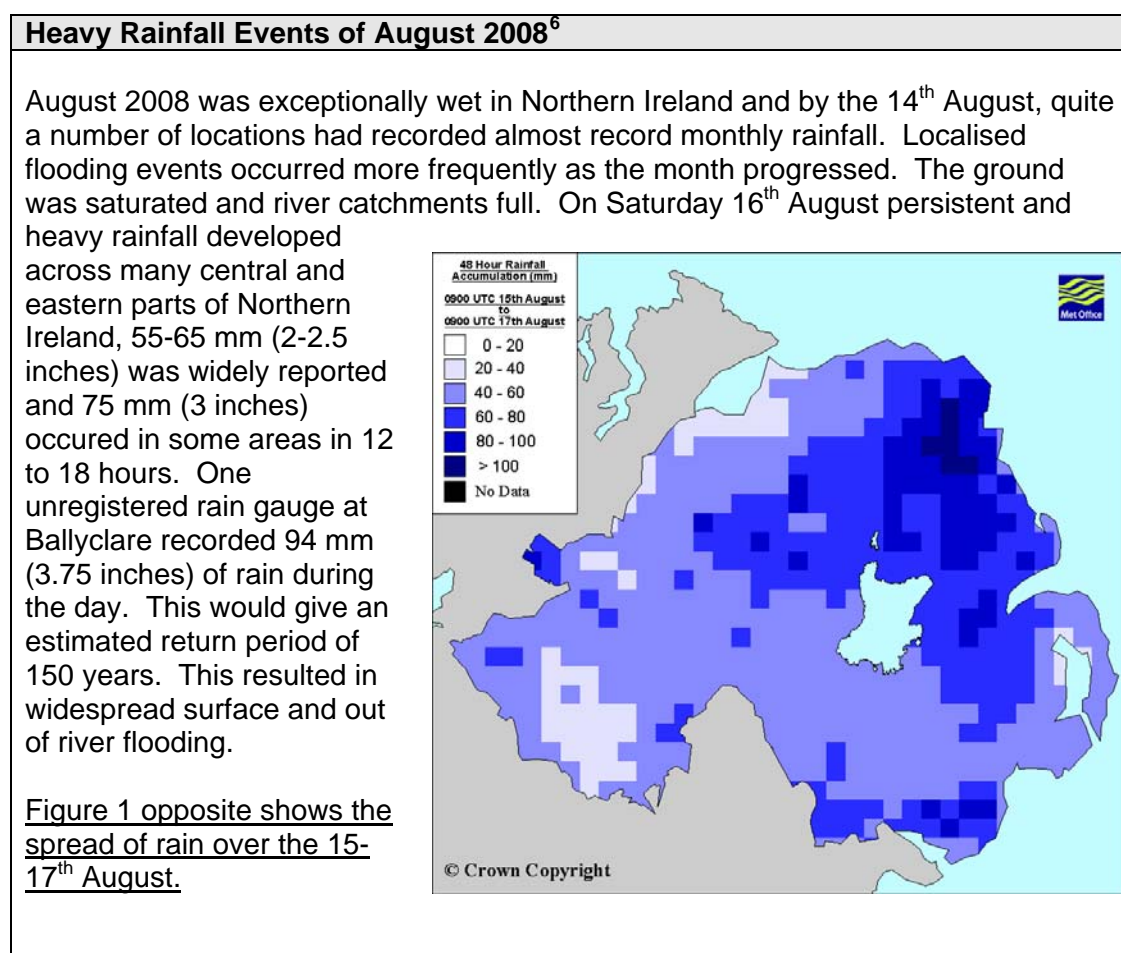 Heavy Rainfall Events of August 2008⁶
August 2008 was exceptionally wet in Northern Ireland and by the 14th August, quite
a number of locations had recorded almost record monthly rainfall. Localised
flooding events occurred more frequently as the month progressed. The ground
was saturated and river catchments full. On Saturday 16th August persistent and
heavy rainfall developed
across many central and
eastern parts of Northern
Ireland, 55-65 mm (2-2.5
inches) was widely reported
and 75 mm (3 inches)
occured in some areas in 12
to 18 hours. One
unregistered rain gauge at
Ballyclare recorded 94 mm
(3.75 inches) of rain during
the day. This would give an
estimated return period of
150 years. This resulted in
widespread surface and out
of river flooding.
Figure 1 opposite shows the
spread of rain over the 15-
17th August.
48 Hour Rainfall
Accumulation (mm)
0900 UTC 15th August
to
0900 UTC 17th August
0 - 20
20 - 40
40 - 60
60 - 80
80 - 100
> 100
No Data
Met Office
© Crown Copyright